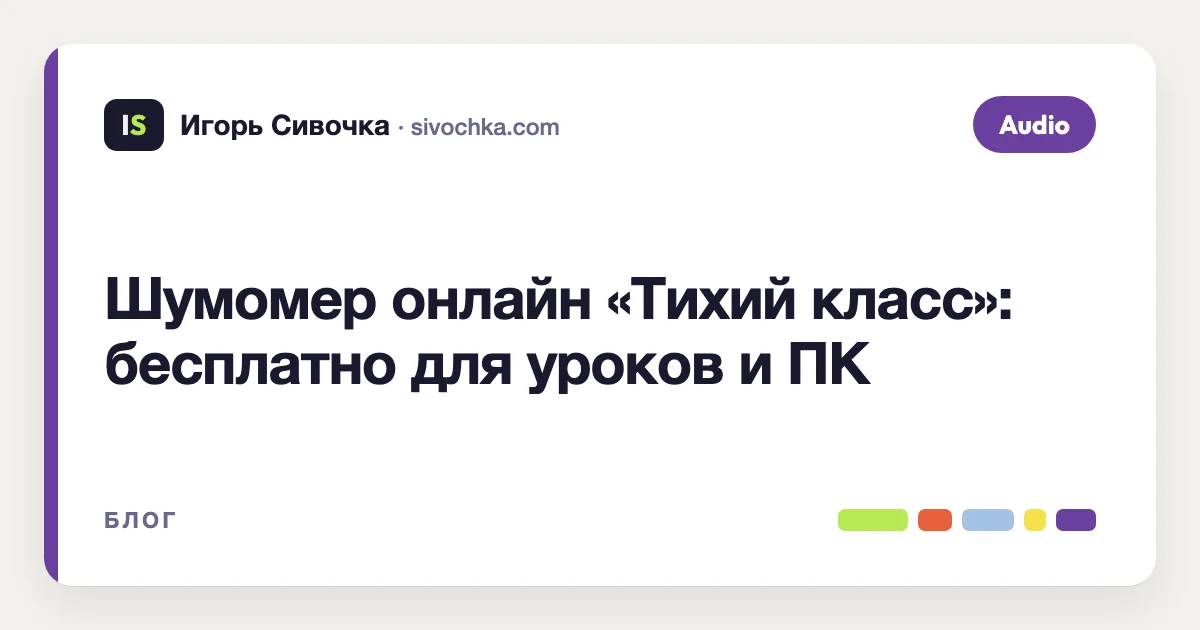 IS
Игорь Сивочка · sivochka.com
Audio
Шумомер онлайн «Тихий класс»:
бесплатно для уроков и ПК
БЛОГ